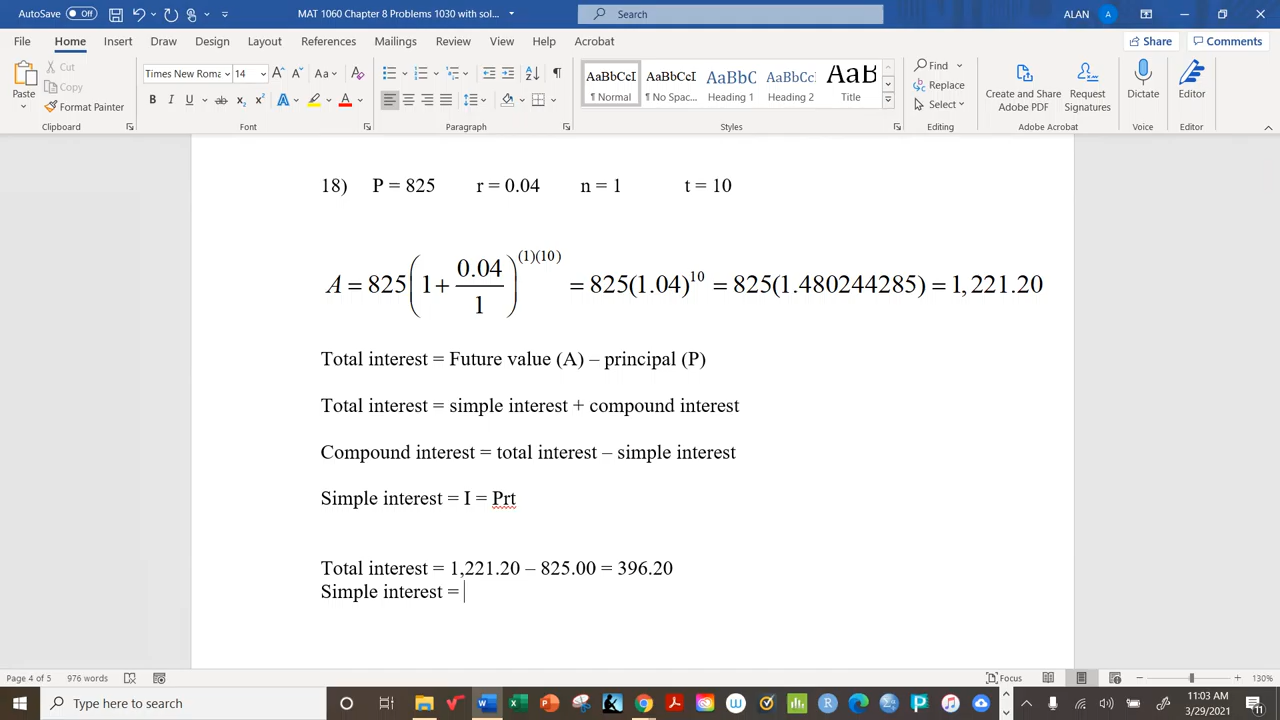 AutoSave Off MAT 1060 Chapter 8 Problems 1030 with sol... Search ALAN A
File Home Insert Draw Design Layout References Mailings Review View Help Acrobat Share Comments
Paste Cut Copy Format Painter
Clipboard
Times New Roma 14 Aa
B I U ab x₂ x² A A
Font
Paragraph
AaBbCcI ¶ Normal AaBbCcI ¶ No Spac... AaBbC Heading 1 AaBbCc Heading 2 AaB Title
Styles
Find Replace Select
Editing
Create and Share Adobe PDF Request Signatures
Adobe Acrobat
Dictate
Voice
Editor
Editor
18) P = 825 r = 0.04 n = 1 t = 10
A = 825(1 + 0.04/1)^(1)(10) = 825(1.04)^10 = 825(1.480244285) = 1,221.20
Total interest = Future value (A) – principal (P)
Total interest = simple interest + compound interest
Compound interest = total interest – simple interest
Simple interest = I = Prt
Total interest = 1,221.20 – 825.00 = 396.20
Simple interest =
Page 4 of 5 976 words Focus 130%
Type here to search 11:03 AM
3/29/2021